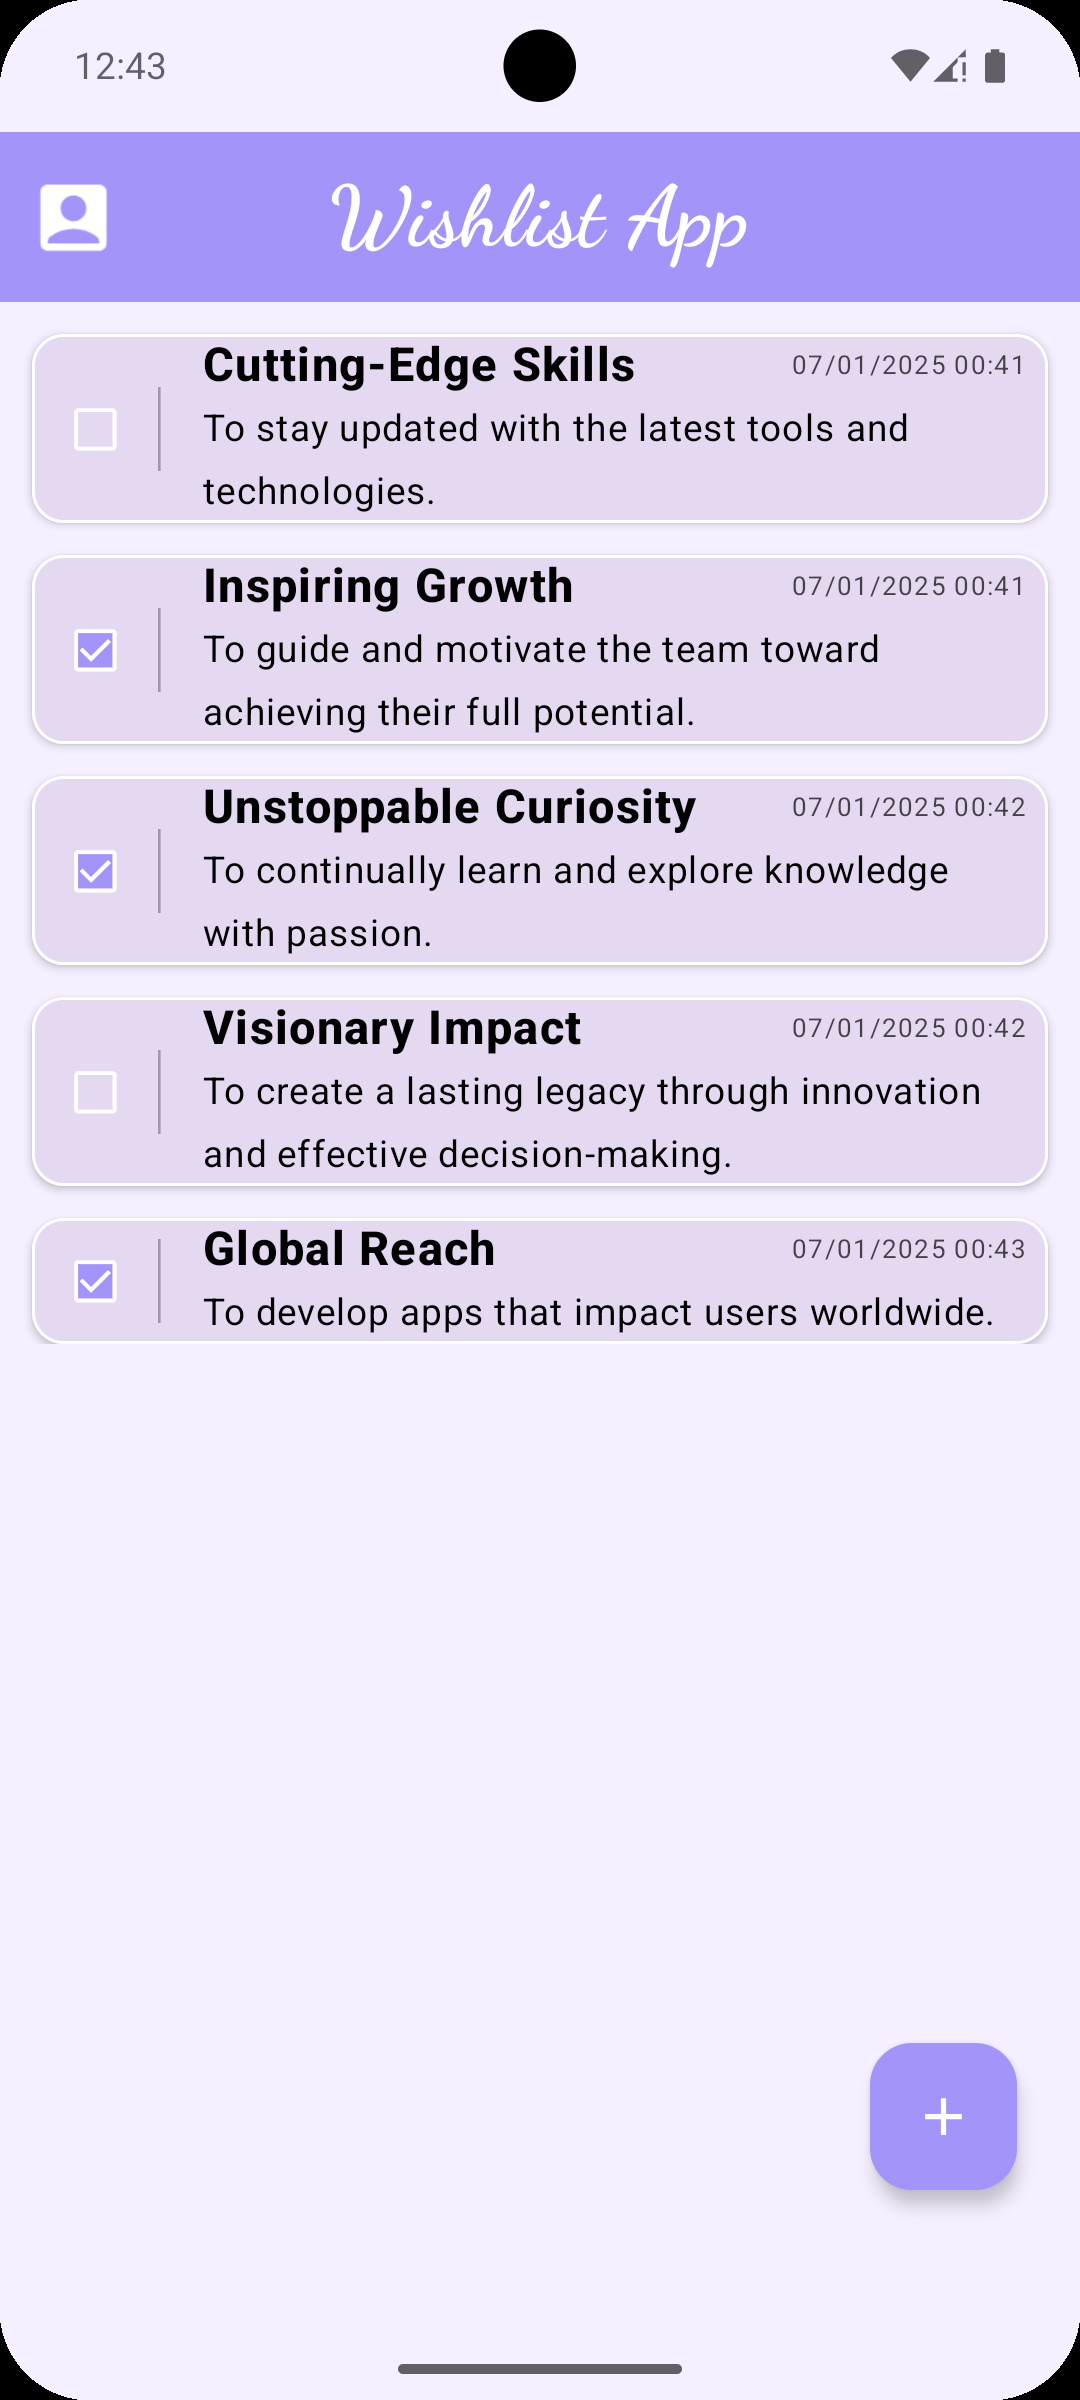 12:43
Wishlist App
Cutting-Edge Skills 07/01/2025 00:41
To stay updated with the latest tools and
technologies.
Inspiring Growth 07/01/2025 00:41
To guide and motivate the team toward
achieving their full potential.
Unstoppable Curiosity 07/01/2025 00:42
To continually learn and explore knowledge
with passion.
Visionary Impact 07/01/2025 00:42
To create a lasting legacy through innovation
and effective decision-making.
Global Reach 07/01/2025 00:43
To develop apps that impact users worldwide.
+